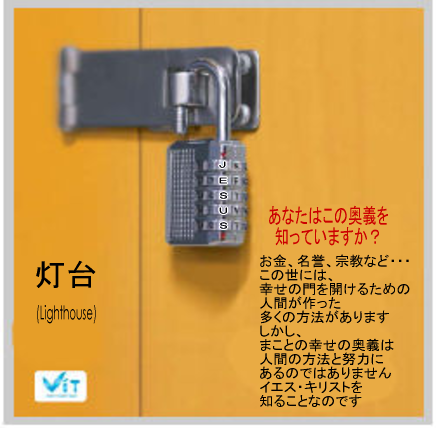 J
E
S
U
S
あなたはこの奥義を
知っていますか？
灯台
(Lighthouse)
お金、名誉、宗教など･･･
この世には、
幸せの門を開けるための
人間が作った
多くの方法があります
しかし、
まことの幸せの奥義は
人間の方法と努力に
あるのではありません
イエス･キリストを
知ることなのです
ViT